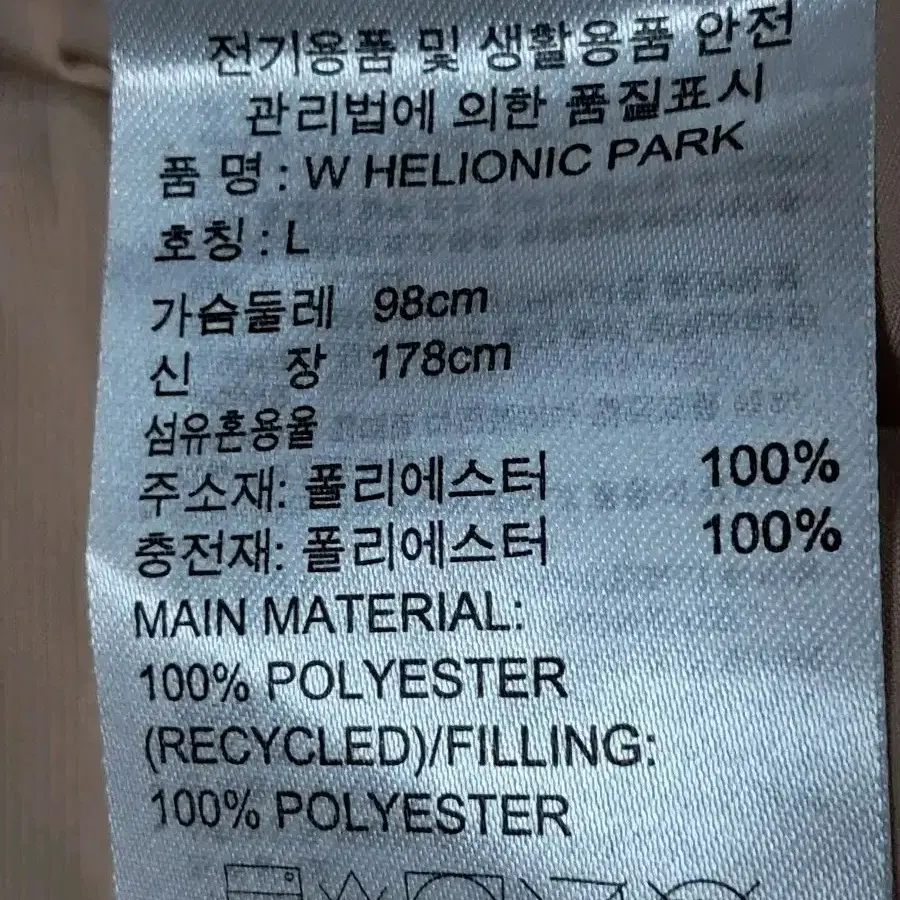 전기용품 및 생활용품 안전
관리법에 의한 품질표시
품 명 : W HELIONIC PARK
호칭 : L
가슴둘레 98cm
신 장 178cm
섬유혼용율
주소재: 폴리에스터 100%
충전재: 폴리에스터 100%
MAIN MATERIAL:
100% POLYESTER
(RECYCLED)/FILLING:
100% POLYESTER